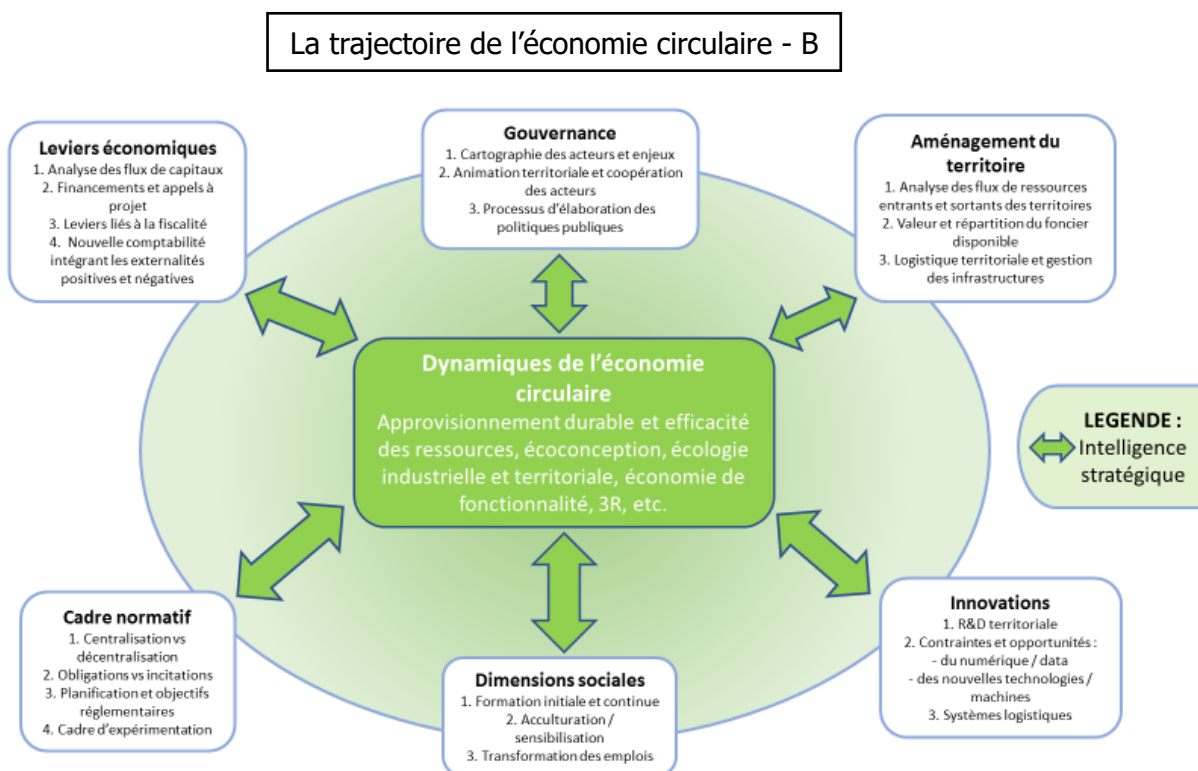 La trajectoire de l'économie circulaire - B
Leviers économiques
1. Analyse des flux de capitaux
2. Financements et appels à
projet
3. Leviers liés à la fiscalité
4. Nouvelle comptabilité
intégrant les externalités
positives et négatives
Gouvernance
1. Cartographie des acteurs et enjeux
2. Animation territoriale et coopération
des acteurs
3. Processus d'élaboration des
politiques publiques
Aménagement du
territoire
1. Analyse des flux de ressources
entrants et sortants des territoires
2. Valeur et répartition du foncier
disponible
3. Logistique territoriale et gestion
des infrastructures
Dynamiques de l'économie
circulaire
Approvisionnement durable et efficacité
des ressources, écoconception, écologie
industrielle et territoriale, économie de
fonctionnalité, 3R, etc.
LEGENDE :
Intelligence
stratégique
Cadre normatif
1. Centralisation vs
décentralisation
2. Obligations vs incitations
3. Planification et objectifs
réglementaires
4. Cadre d'expérimentation
Dimensions sociales
1. Formation initiale et continue
2. Acculturation /
sensibilisation
3. Transformation des emplois
Innovations
1. R&D territoriale
2. Contraintes et opportunités :
- du numérique / data
- des nouvelles technologies /
machines
3. Systèmes logistiques